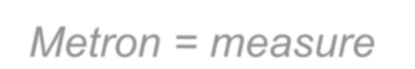 Metron = measure